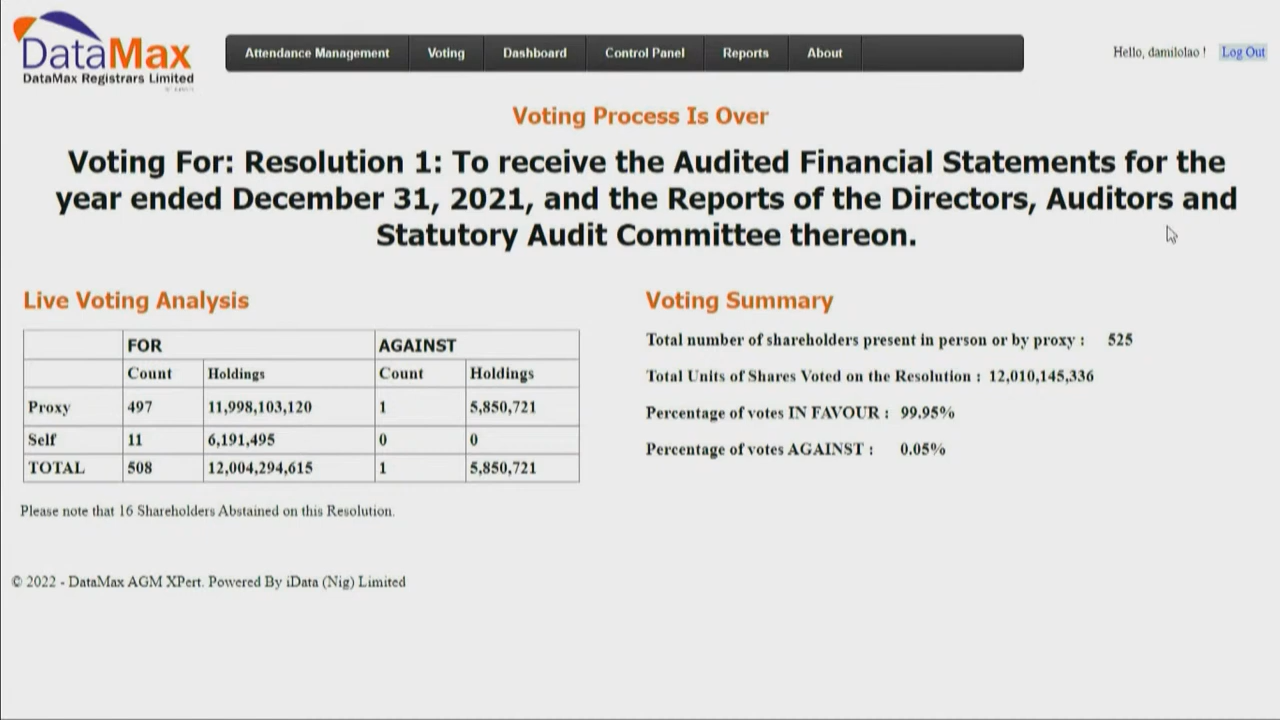 DataMax
DataMax Registrars Limited
Attendance Management Voting Dashboard Control Panel Reports About
Hello, damilolao ! Log Out
Voting Process Is Over
Voting For: Resolution 1: To receive the Audited Financial Statements for the
year ended December 31, 2021, and the Reports of the Directors, Auditors and
Statutory Audit Committee thereon.
Live Voting Analysis
FOR AGAINST
Count Holdings Count Holdings
Proxy 497 11,998,103,120 1 5,850,721
Self 11 6,191,495 0 0
TOTAL 508 12,004,294,615 1 5,850,721
Please note that 16 Shareholders Abstained on this Resolution.
Voting Summary
Total number of shareholders present in person or by proxy : 525
Total Units of Shares Voted on the Resolution : 12,010,145,336
Percentage of votes IN FAVOUR : 99.95%
Percentage of votes AGAINST : 0.05%
© 2022 - DataMax AGM XPert. Powered By iData (Nig) Limited